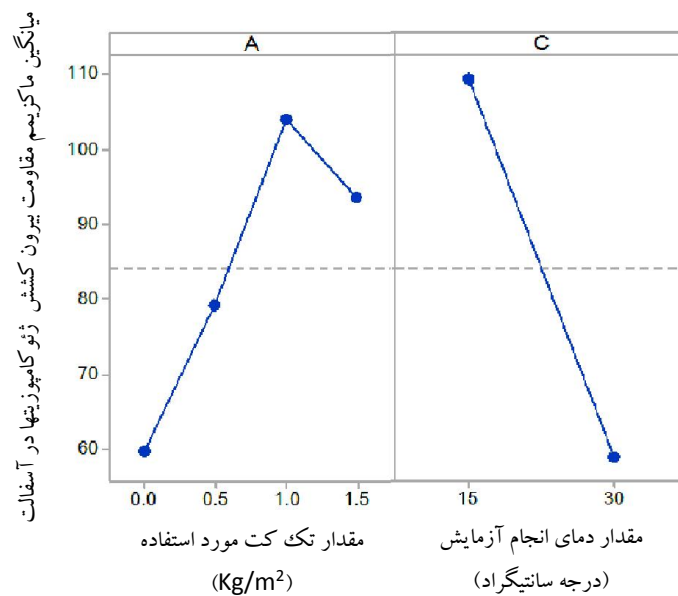 میانگین ماکزیمم مقاومت بیرون کشش ژئوکامپوزیتها در آسفالت
A
C
110
100
90
80
70
60
0.0 0.5 1.0 1.5
15 30
مقدار تک کت مورد استفاده
(Kg/m²)
مقدار دمای انجام آزمایش
(درجه سانتیگراد)